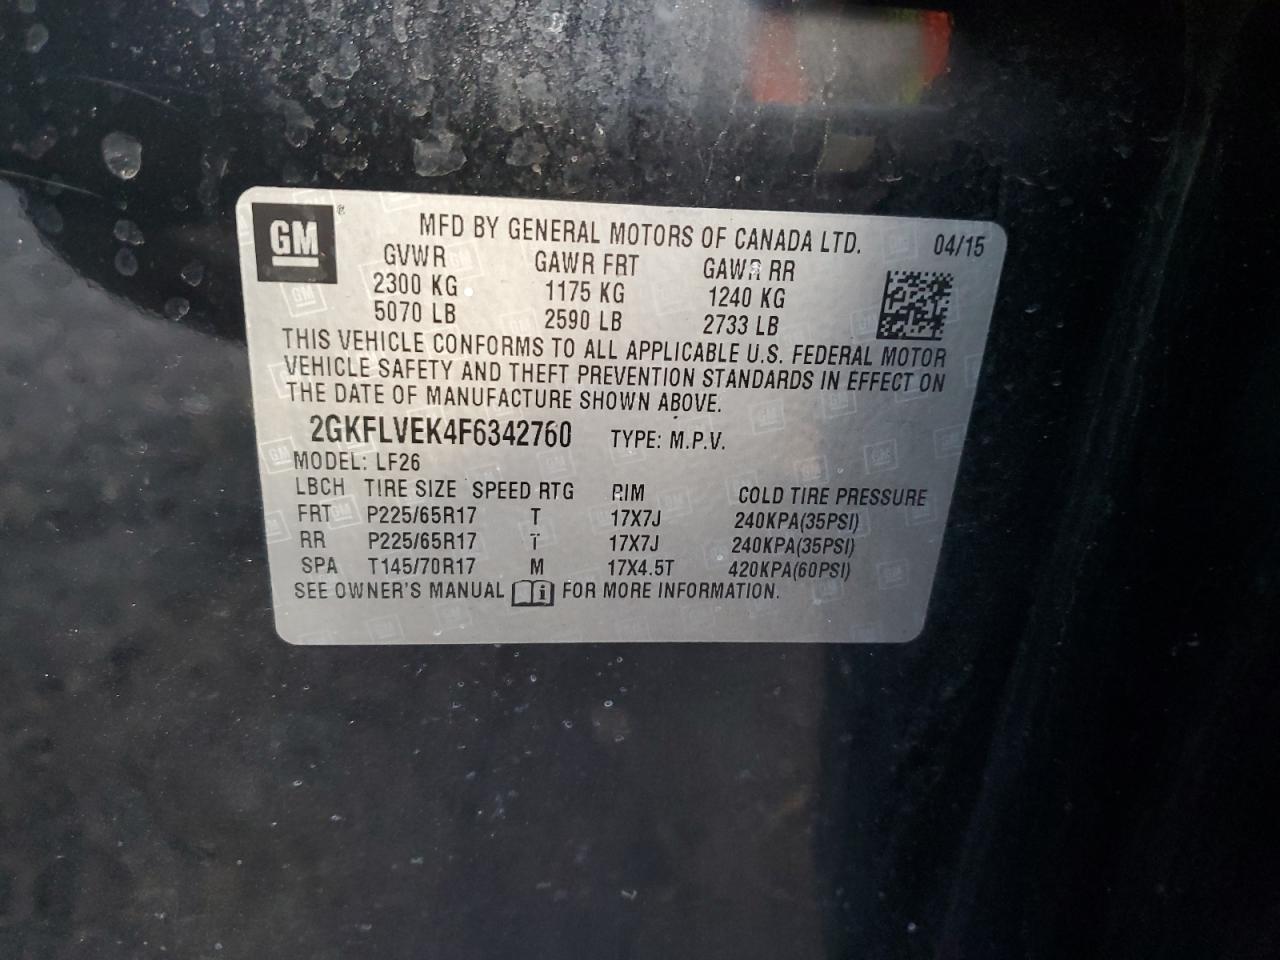 GM ®
MFD BY GENERAL MOTORS OF CANADA LTD. 04/15
GVWR GAWR FRT GAWR RR
2300 KG 1175 KG 1240 KG
5070 LB 2590 LB 2733 LB
THIS VEHICLE CONFORMS TO ALL APPLICABLE U.S. FEDERAL MOTOR
VEHICLE SAFETY AND THEFT PREVENTION STANDARDS IN EFFECT ON
THE DATE OF MANUFACTURE SHOWN ABOVE.
2GKFLVEK4F6342760 TYPE: M.P.V.
MODEL: LF26
LBCH TIRE SIZE SPEED RTG RIM COLD TIRE PRESSURE
FRT P225/65R17 T 17X7J 240KPA(35PSI)
RR P225/65R17 T 17X7J 240KPA(35PSI)
SPA T145/70R17 M 17X4.5T 420KPA(60PSI)
SEE OWNER'S MANUAL i FOR MORE INFORMATION.